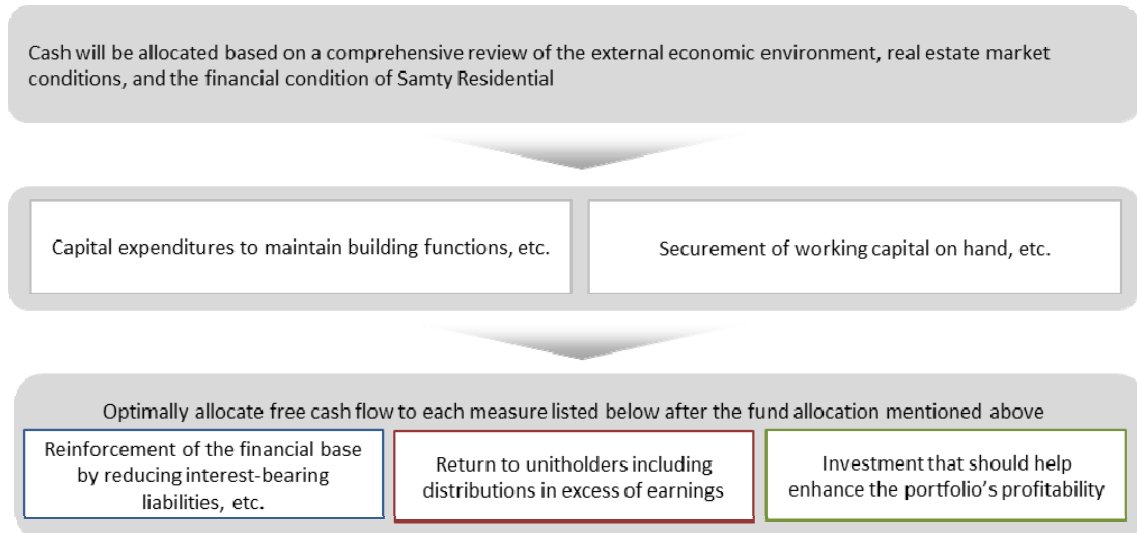 Cash will be allocated based on a comprehensive review of the external economic environment, real estate market
conditions, and the financial condition of Samty Residential
Capital expenditures to maintain building functions, etc.
Securement of working capital on hand, etc.
Optimally allocate free cash flow to each measure listed below after the fund allocation mentioned above
Reinforcement of the financial base
by reducing interest-bearing
liabilities, etc.
Return to unitholders including
distributions in excess of earnings
Investment that should help
enhance the portfolio's profitability